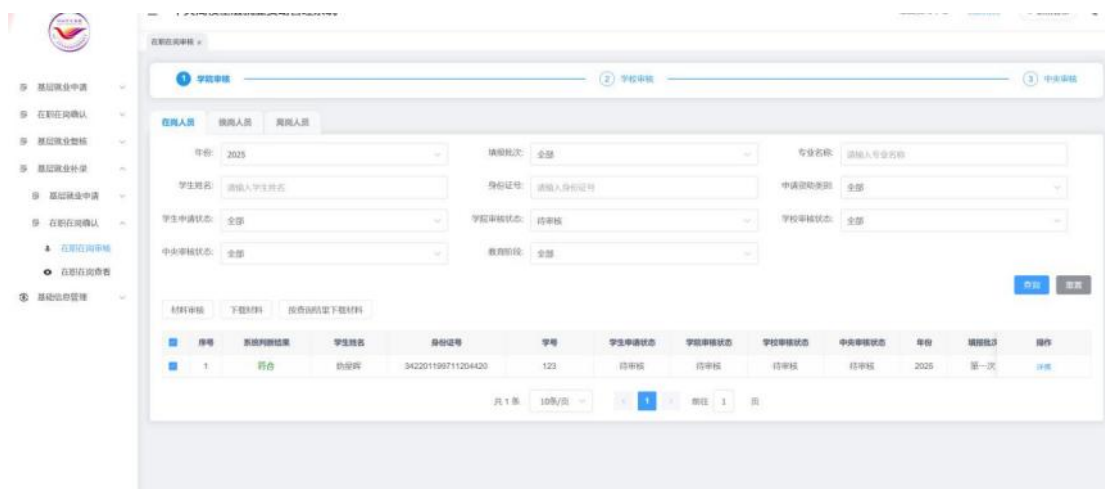 在职在岗审核 ×
1 学院审核
2 学校审核
3 中央审核
基层就业申请
在职在岗确认
基层就业复核
基层就业补录
基层就业申请
在职在岗确认
在职在岗审核
在职在岗查看
基础信息管理
在岗人员 换岗人员 离岗人员
年份: 2025 填报批次: 全部 专业名称: 请输入专业名称
学生姓名: 请输入学生姓名 身份证号: 请输入身份证号 申请资助类别: 全部
学生申请状态: 全部 学院审核状态: 待审核 学校审核状态: 全部
中央审核状态: 全部 教育阶段: 全部
查询 重置
材料审核 下载材料 按查询结果下载材料
序号 系统判断结果 学生姓名 身份证号 学号 学生申请状态 学院审核状态 学校审核状态 中央审核状态 年份 填报批次 操作
1 符合 342201199711204420 123 待审核 待审核 待审核 待审核 2025 第一次 详情
共 1 条 10条/页 1 前往 1 页